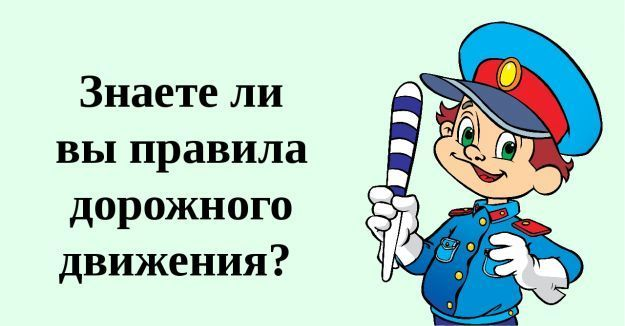 Знаете ли
вы правила
дорожного
движения?